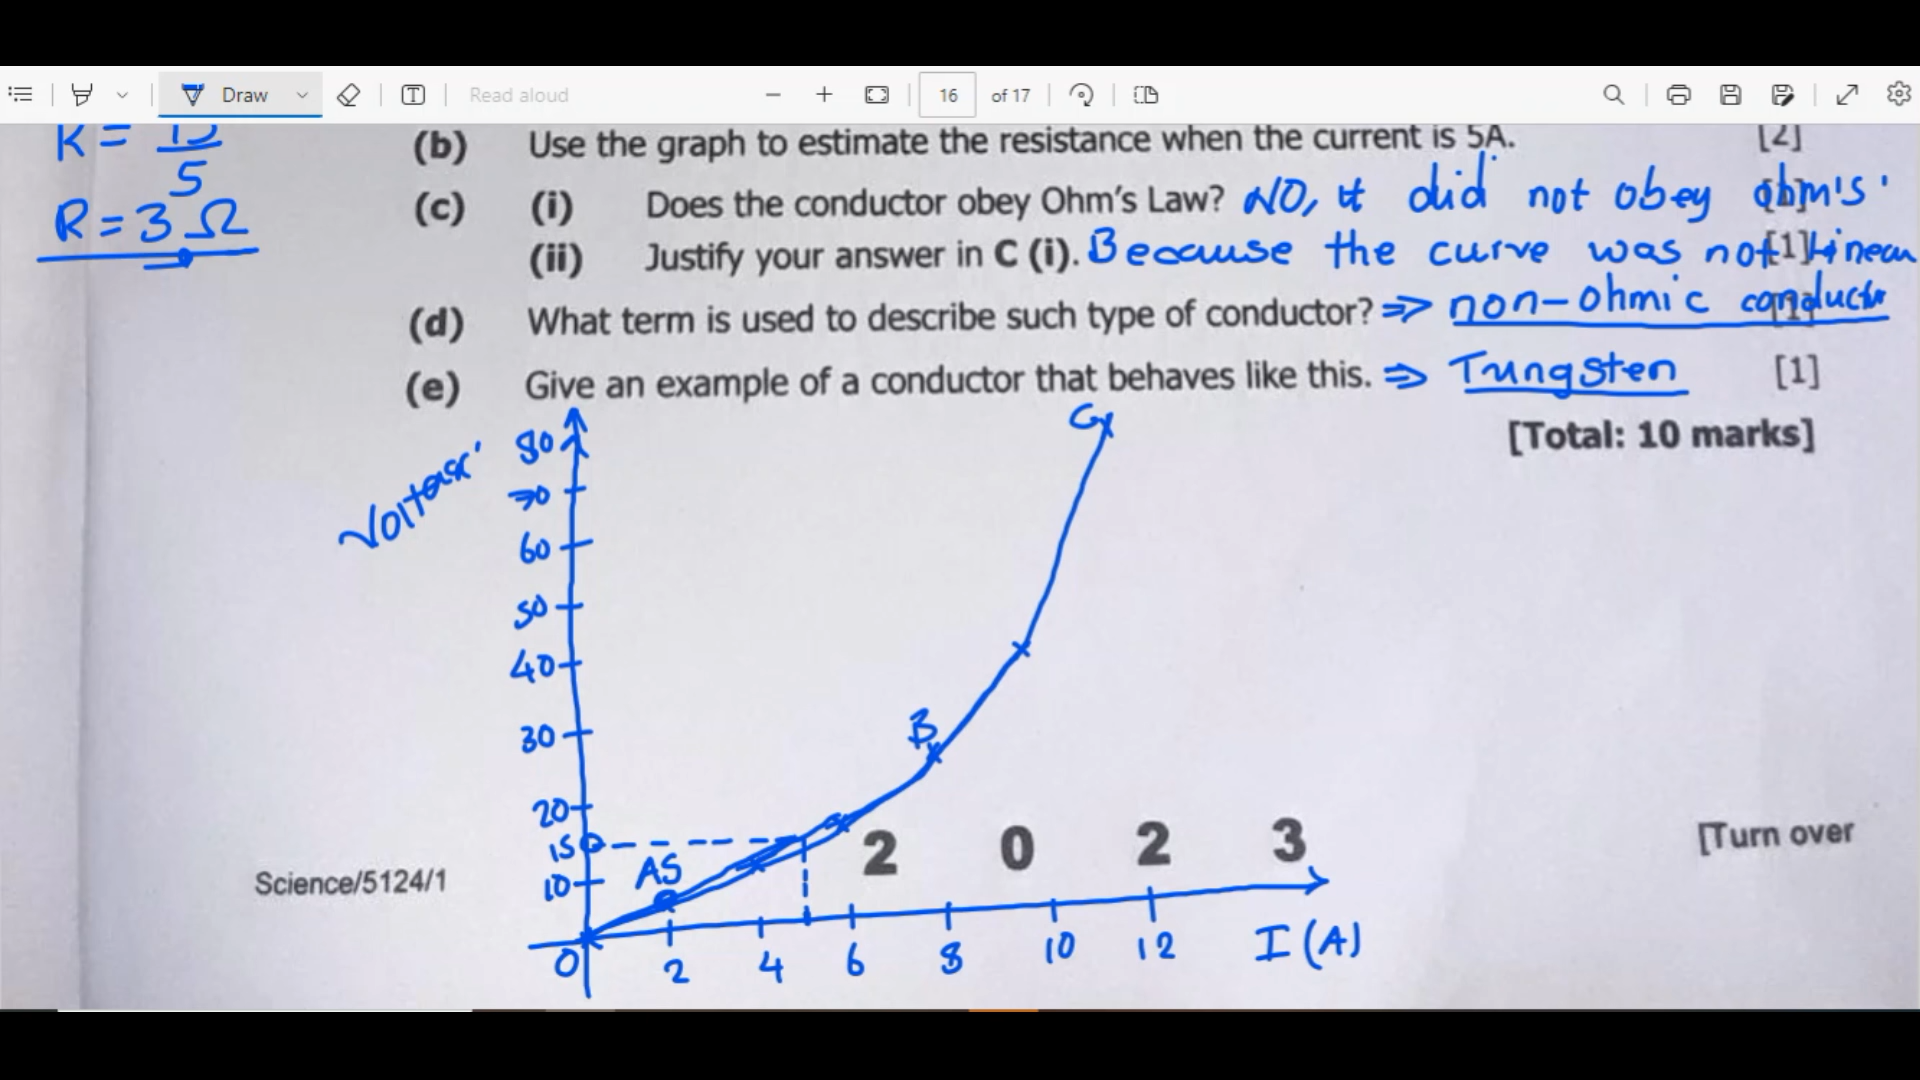 Draw Read aloud 16 of 17
R = 15
5
R = 3 Ω
(b) Use the graph to estimate the resistance when the current is 5A. [2]
(c) (i) Does the conductor obey Ohm's Law? NO, it did not obey ohm's
(ii) Justify your answer in C (i). Because the curve was not linear [1]
(d) What term is used to describe such type of conductor? ⇒ non-ohmic conductor [1]
(e) Give an example of a conductor that behaves like this. ⇒ Tungsten [1]
[Total: 10 marks]
80
70
60
50
40
30
20
15
10
0
B
2 0 2 3
[Turn over
Science/5124/1
2 4 6 8 10 12 I (A)